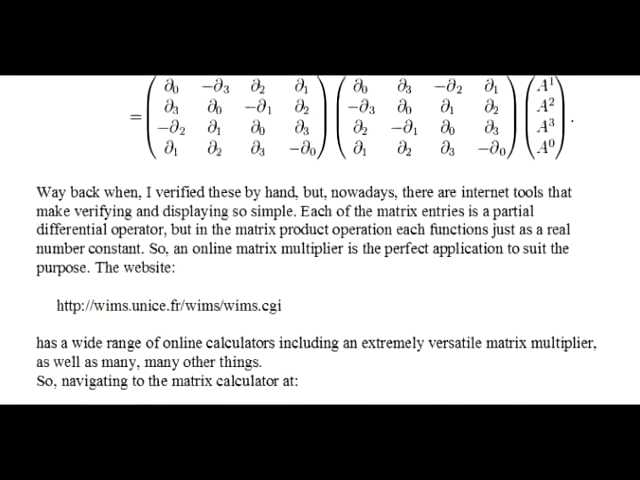 = ( ∂₀ −∂₃ ∂₂ ∂₁ ) ( ∂₀ ∂₃ −∂₂ ∂₁ ) ( A¹ )
( ∂₃ ∂₀ −∂₁ ∂₂ ) ( −∂₃ ∂₀ ∂₁ ∂₂ ) ( A² )
( −∂₂ ∂₁ ∂₀ ∂₃ ) ( ∂₂ −∂₁ ∂₀ ∂₃ ) ( A³ )
( ∂₁ ∂₂ ∂₃ −∂₀ ) ( ∂₁ ∂₂ ∂₃ −∂₀ ) ( A⁰ ) .
Way back when, I verified these by hand, but, nowadays, there are internet tools that
make verifying and displaying so simple. Each of the matrix entries is a partial
differential operator, but in the matrix product operation each functions just as a real
number constant. So, an online matrix multiplier is the perfect application to suit the
purpose. The website:
http://wims.unice.fr/wims/wims.cgi
has a wide range of online calculators including an extremely versatile matrix multiplier,
as well as many, many other things.
So, navigating to the matrix calculator at: